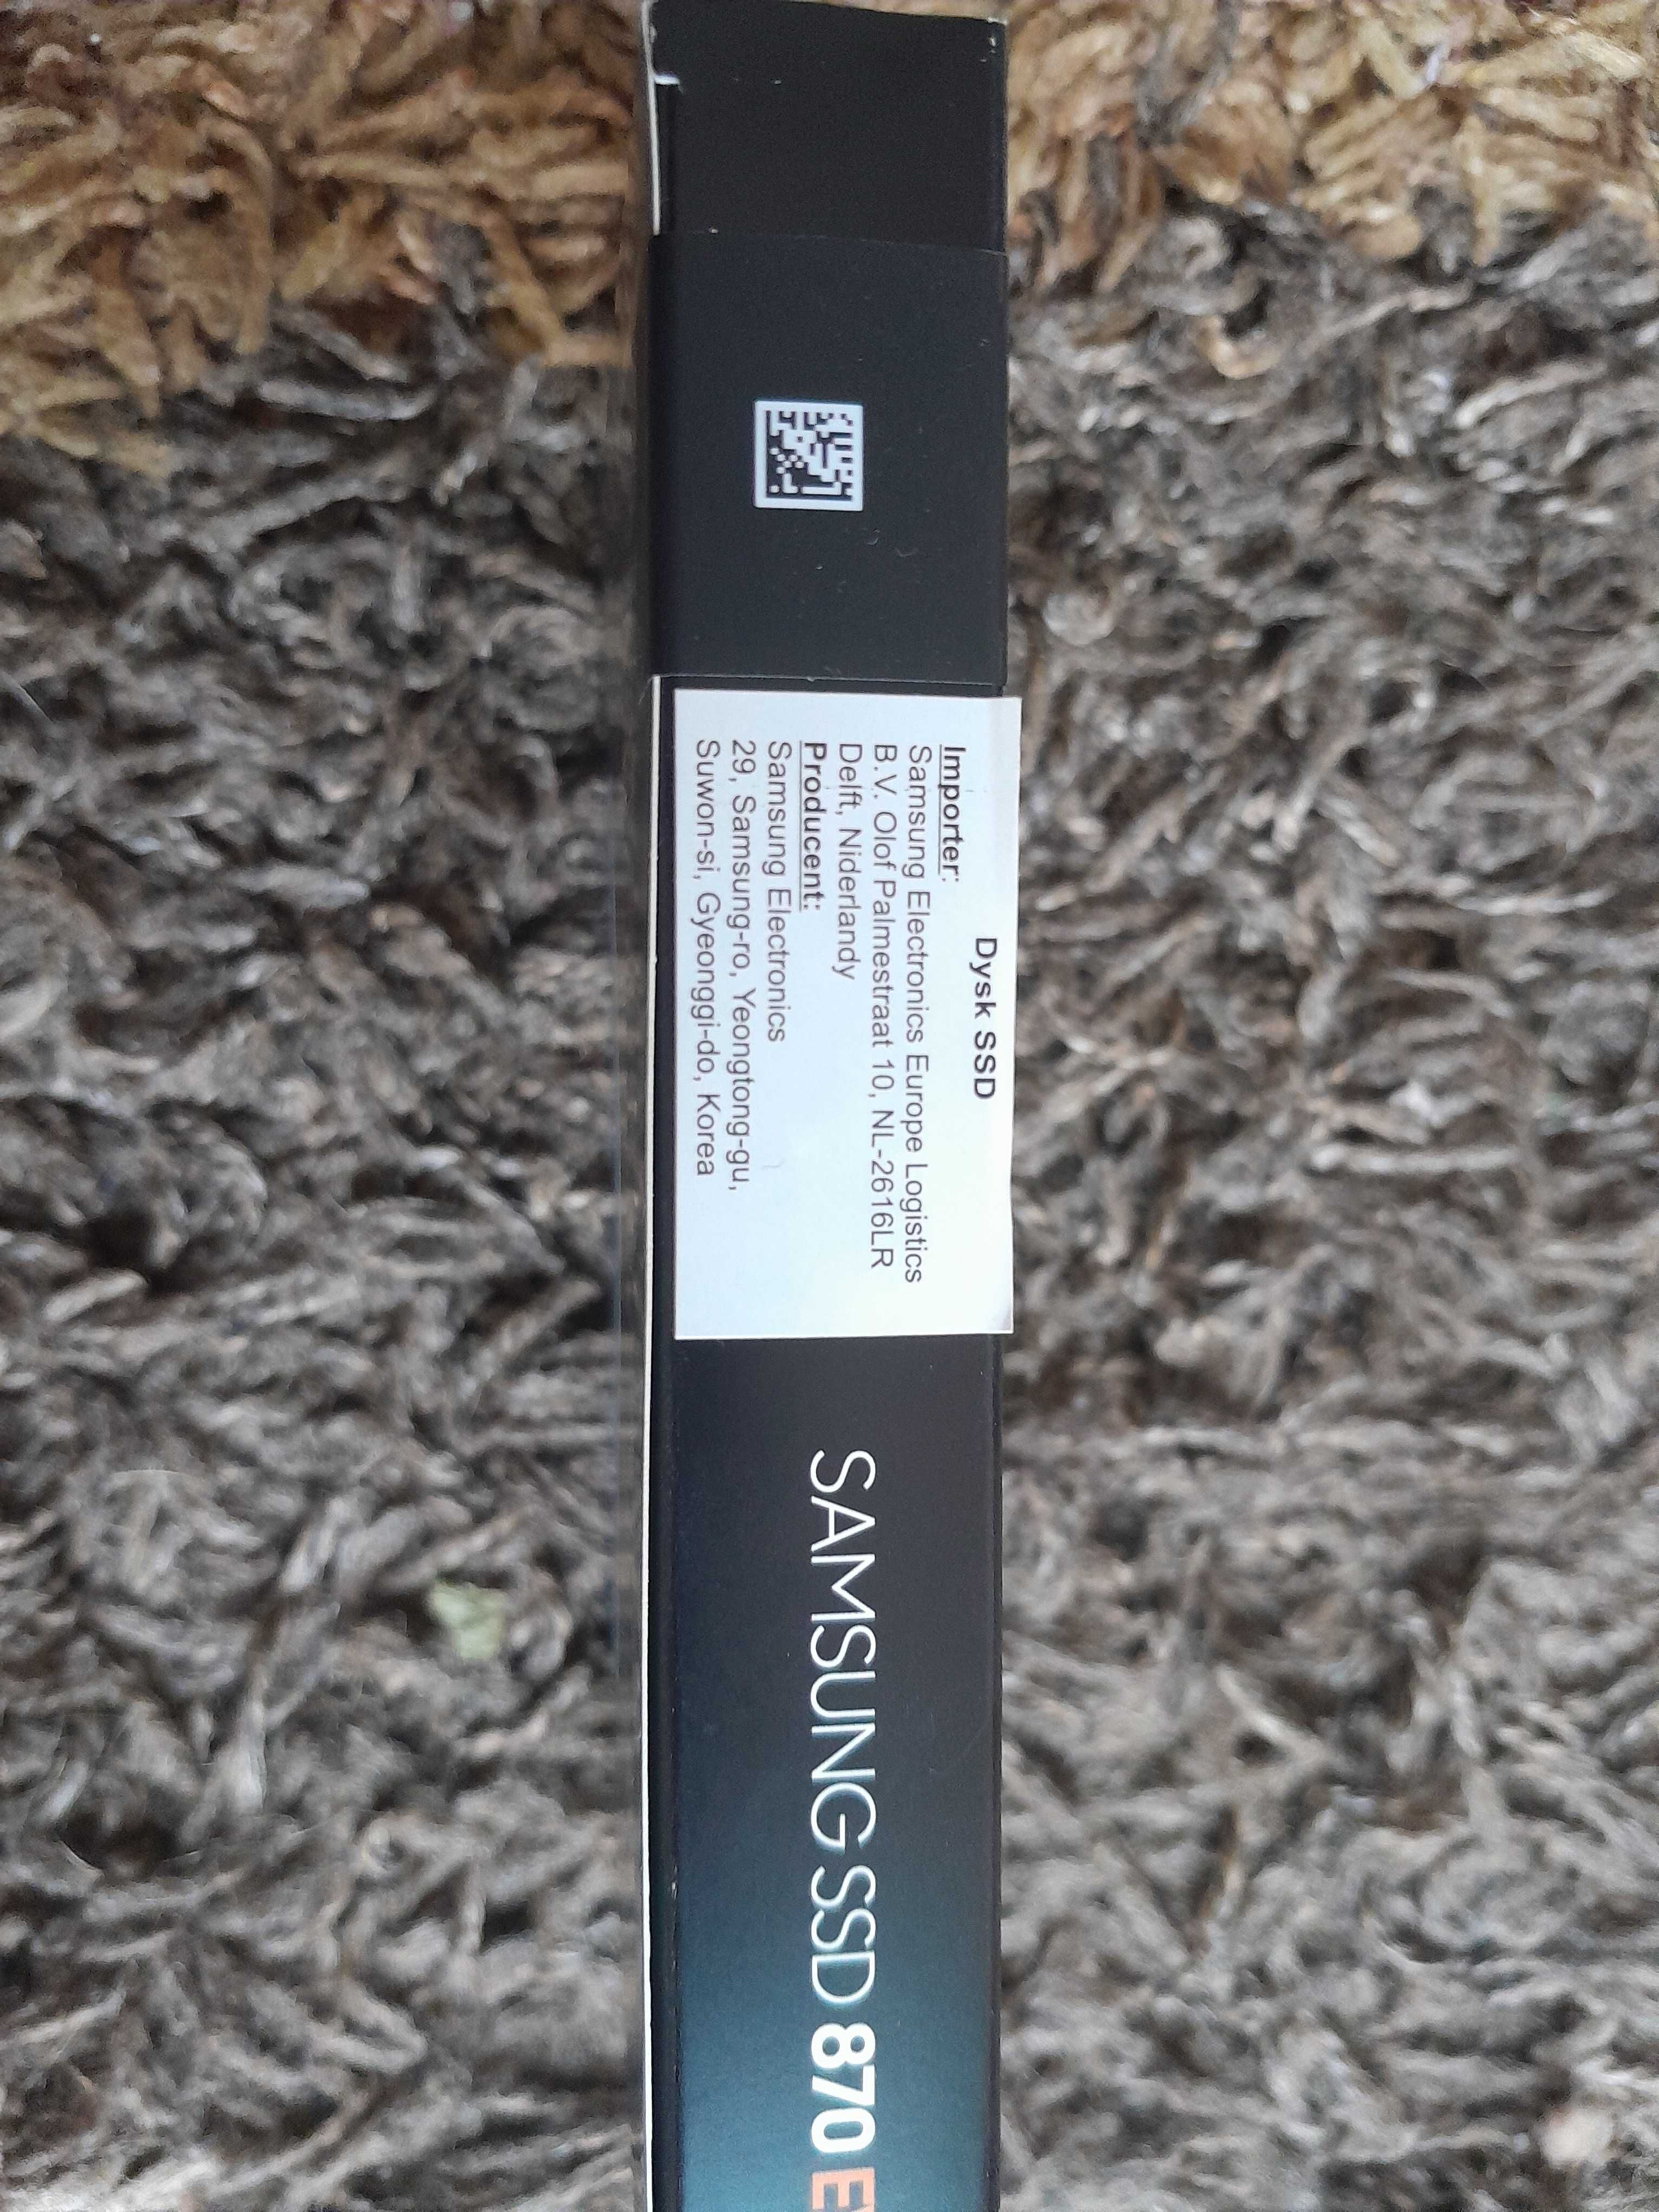 Dysk SSD
Importer:
Samsung Electronics Europe Logistics
B.V. Olof Palmestraat 10, NL-2616LR
Delft, Niderlandy
Producent:
Samsung Electronics
29, Samsung-ro, Yeongtong-gu,
Suwon-si, Gyeonggi-do, Korea
SAMSUNG SSD 870